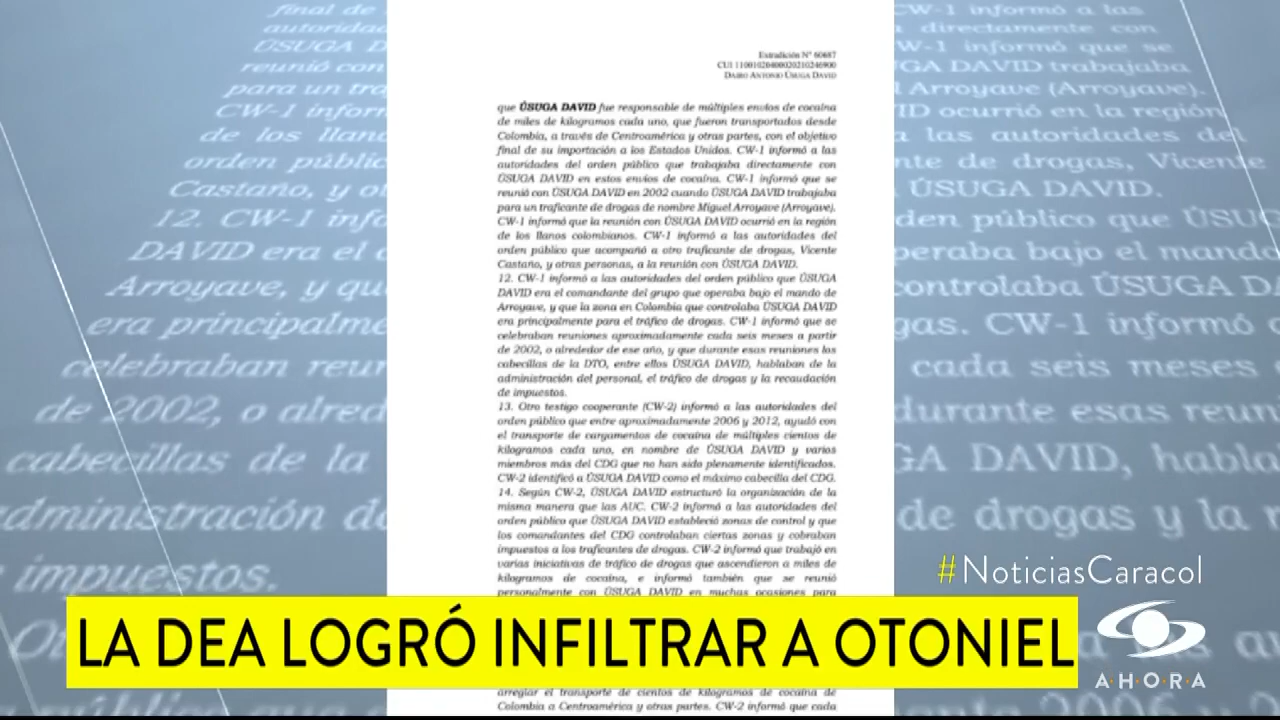 Extradición N° 60487
CUI 11001020400020210246900
DAIRO ANTONIO ÚSUGA DAVID
que ÚSUGA DAVID fue responsable de múltiples envíos de cocaína
de miles de kilogramos cada uno, que fueron transportados desde
Colombia, a través de Centroamérica y otras partes, con el objetivo
final de su importación a los Estados Unidos. CW-1 informó a las
autoridades del orden público que trabajaba directamente con
ÚSUGA DAVID en estos envíos de cocaína. CW-1 informó que se
reunió con ÚSUGA DAVID en 2002 cuando ÚSUGA DAVID trabajaba
para un traficante de drogas de nombre Miguel Arroyave (Arroyave).
CW-1 informó que la reunión con ÚSUGA DAVID ocurrió en la región
de los llanos colombianos. CW-1 informó a las autoridades del
orden público que acompañó a otro traficante de drogas, Vicente
Castaño, y otras personas, a la reunión con ÚSUGA DAVID.
12. CW-1 informó a las autoridades del orden público que ÚSUGA
DAVID era el comandante del grupo que operaba bajo el mando de
Arroyave, y que la zona en Colombia que controlaba ÚSUGA DAVID
era principalmente para el tráfico de drogas. CW-1 informó que se
celebraban reuniones aproximadamente cada seis meses a partir
de 2002, o alrededor de ese año, y que durante esas reuniones los
cabecillas de la DTO, entre ellos ÚSUGA DAVID, hablaban de la
administración del personal, el tráfico de drogas y la recaudación
de impuestos.
13. Otro testigo cooperante (CW-2) informó a las autoridades del
orden público que entre aproximadamente 2006 y 2012, ayudó con
el transporte de cargamentos de cocaína de múltiples cientos de
kilogramos cada uno, en nombre de ÚSUGA DAVID y varios
miembros más del CDG que no han sido plenamente identificados.
CW-2 identificó a ÚSUGA DAVID como el máximo cabecilla del CDG.
14. Según CW-2, ÚSUGA DAVID estructuró la organización de la
misma manera que las AUC. CW-2 informó a las autoridades del
orden público que ÚSUGA DAVID estableció zonas de control y que
los comandantes del CDG controlaban ciertas zonas y cobraban
impuestos a los traficantes de drogas. CW-2 informó que trabajó en
varias iniciativas de tráfico de drogas que ascendieron a miles de
kilogramos de cocaína, e informó también que se reunió
personalmente con ÚSUGA DAVID en muchas ocasiones para
#NoticiasCaracol
LA DEA LOGRÓ INFILTRAR A OTONIEL
AHORA
arreglar el transporte de cientos de kilogramos de cocaína de
Colombia a Centroamérica y otras partes. CW-2 informó que cada